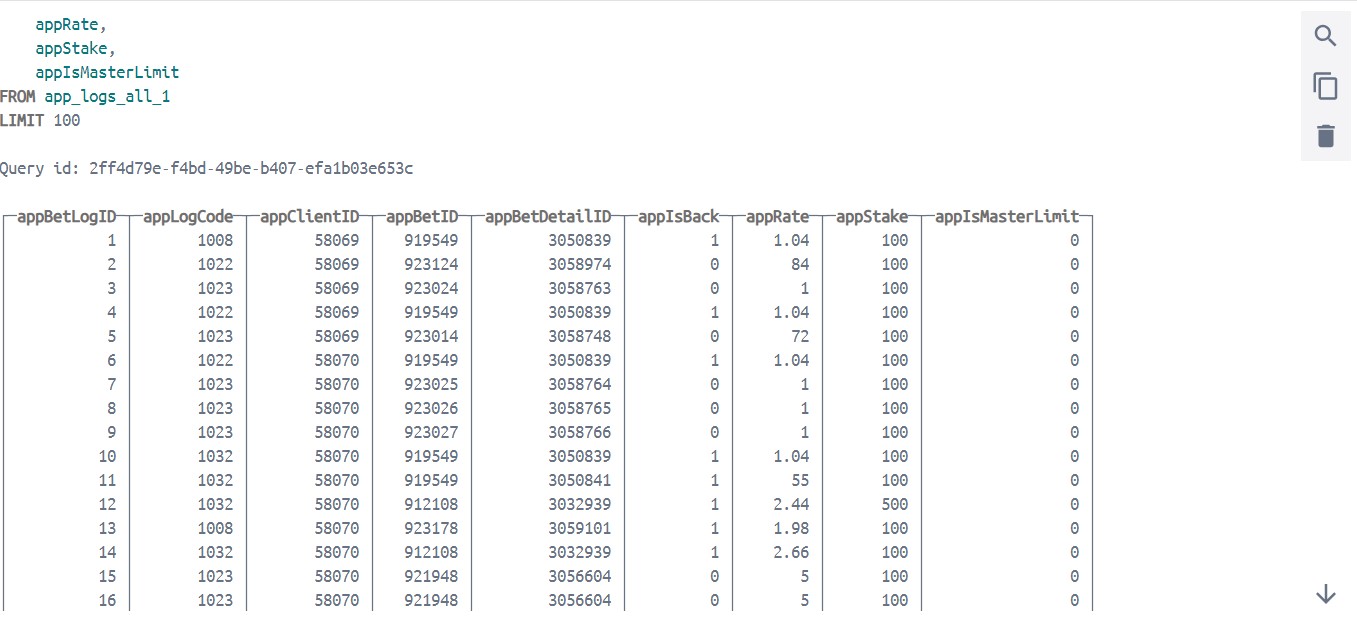 appRate,
appStake,
appIsMasterLimit
FROM app_logs_all_1
LIMIT 100
Query id: 2ff4d79e-f4bd-49be-b407-efa1b03e653c
appBetLogID appLogCode appClientID appBetID appBetDetailID appIsBack appRate appStake appIsMasterLimit
1 1008 58069 919549 3050839 1 1.04 100 0
2 1022 58069 923124 3058974 0 84 100 0
3 1023 58069 923024 3058763 0 1 100 0
4 1022 58069 919549 3050839 1 1.04 100 0
5 1023 58069 923014 3058748 0 72 100 0
6 1022 58070 919549 3050839 1 1.04 100 0
7 1023 58070 923025 3058764 0 1 100 0
8 1023 58070 923026 3058765 0 1 100 0
9 1023 58070 923027 3058766 0 1 100 0
10 1032 58070 919549 3050839 1 1.04 100 0
11 1032 58070 919549 3050841 1 55 100 0
12 1032 58070 912108 3032939 1 2.44 500 0
13 1008 58070 923178 3059101 1 1.98 100 0
14 1032 58070 912108 3032939 1 2.66 100 0
15 1023 58070 921948 3056604 0 5 100 0
16 1023 58070 921948 3056604 0 5 100 0